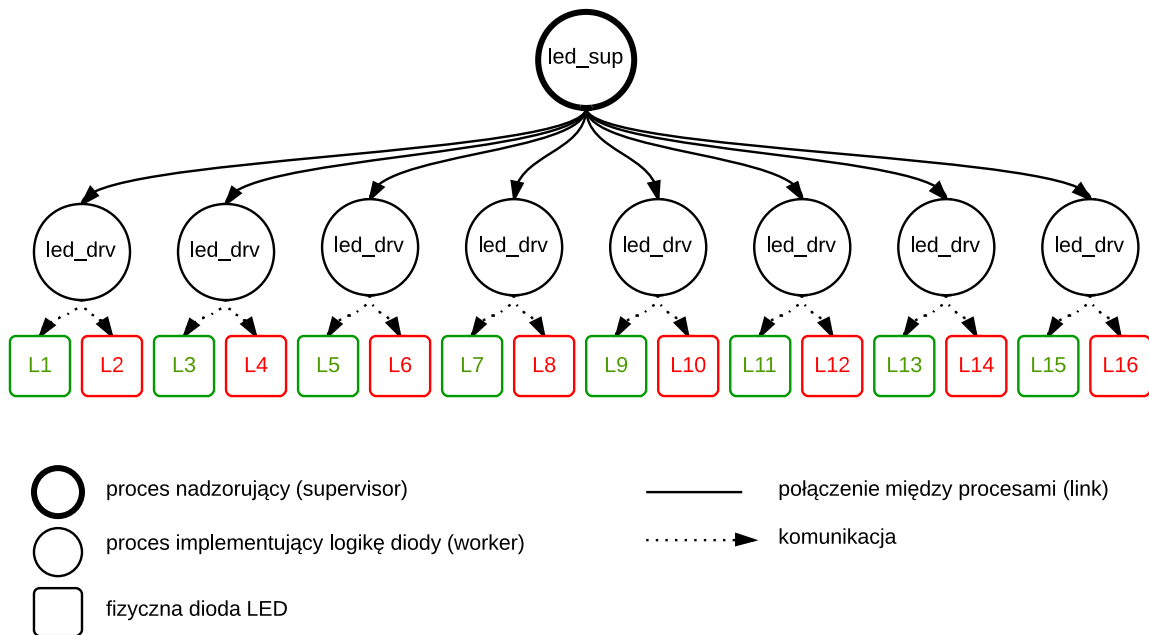 led_sup
led_drv led_drv led_drv led_drv led_drv led_drv led_drv led_drv
L1 L2 L3 L4 L5 L6 L7 L8 L9 L10 L11 L12 L13 L14 L15 L16
proces nadzorujący (supervisor)
proces implementujący logikę diody (worker)
fizyczna dioda LED
połączenie między procesami (link)
komunikacja